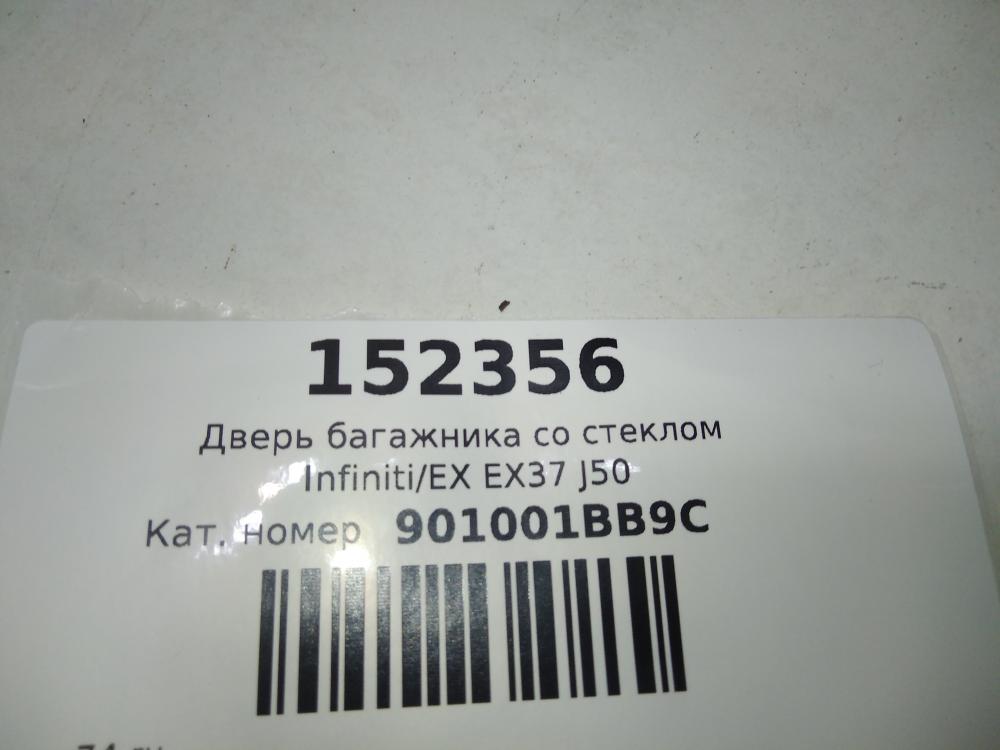 152356
Дверь багажника со стеклом
Infiniti/EX EX37 J50
Кат. номер 901001BB9C